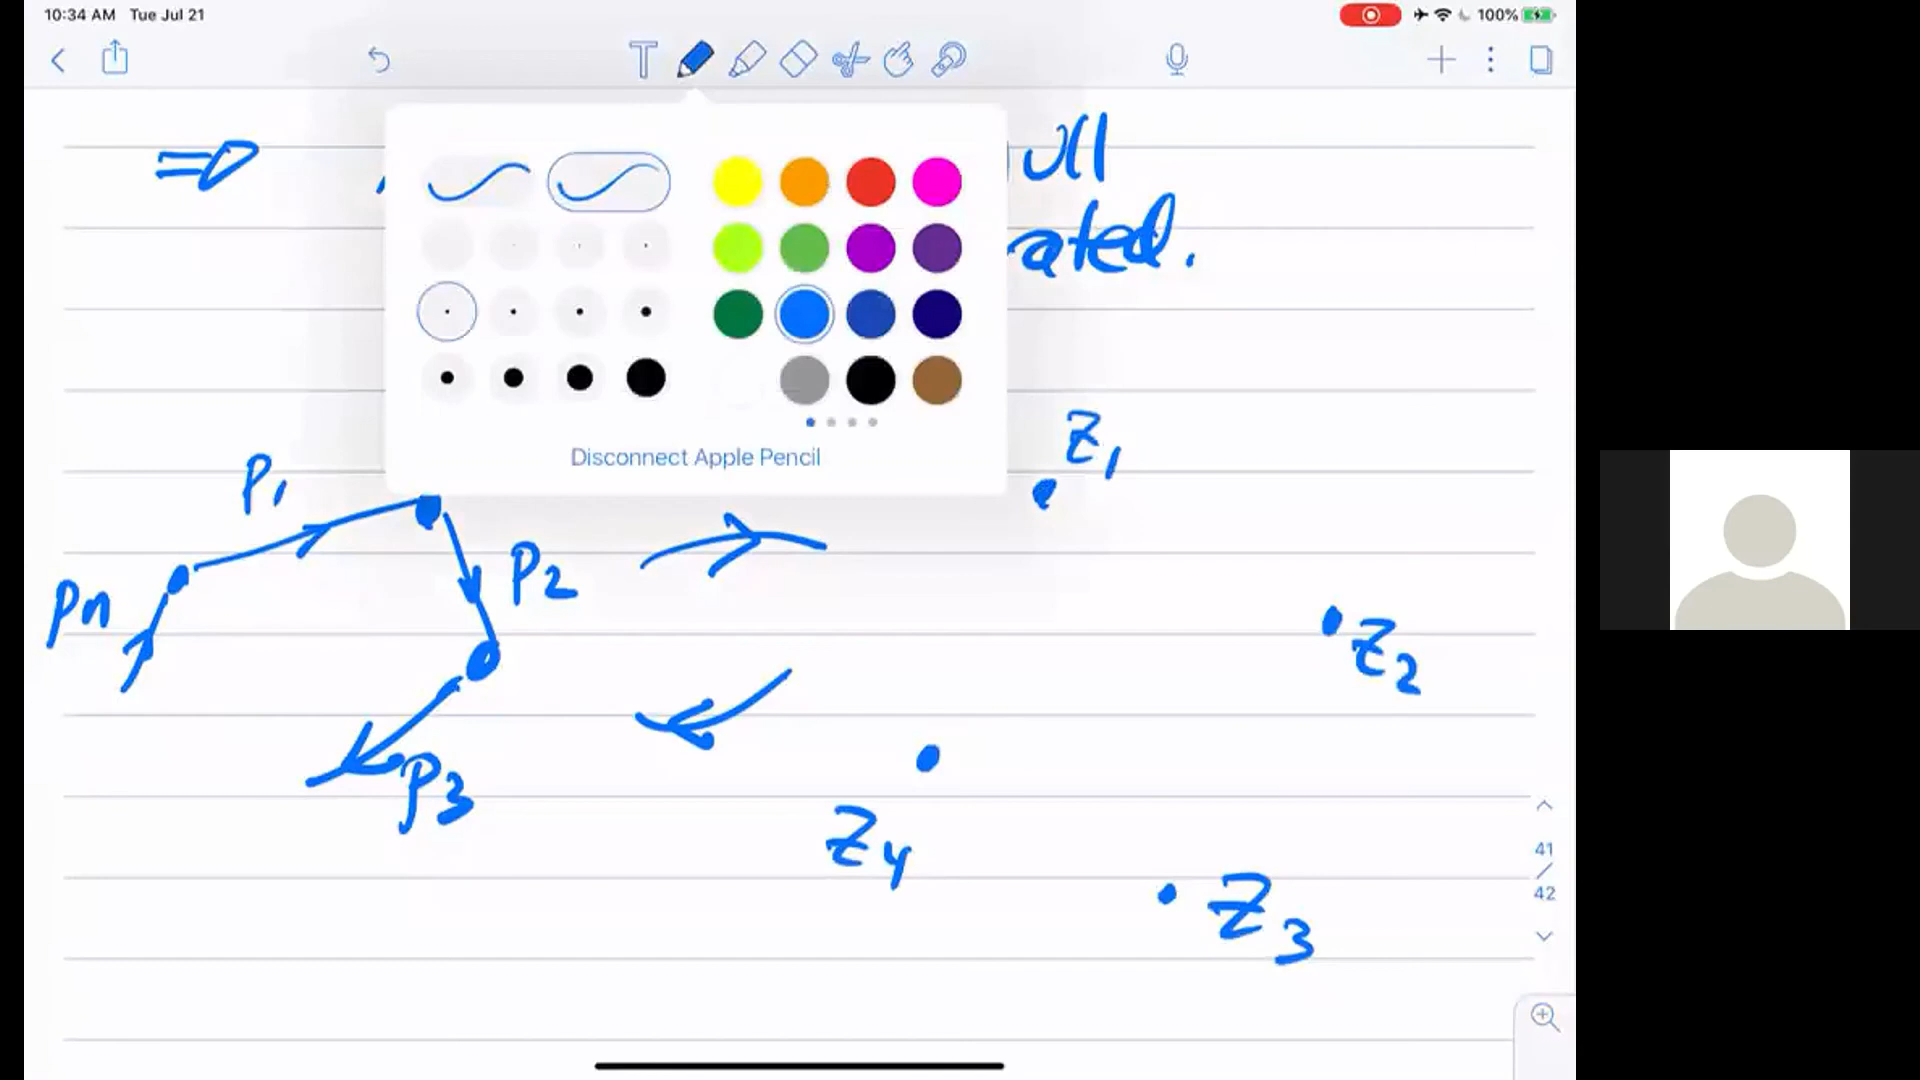 10:34 AM Tue Jul 21
100%
T
⇒
ull
ated.
Disconnect Apple Pencil
Z1
P1
P2
Pn
Z2
P3
Z4
Z3
41
/
42